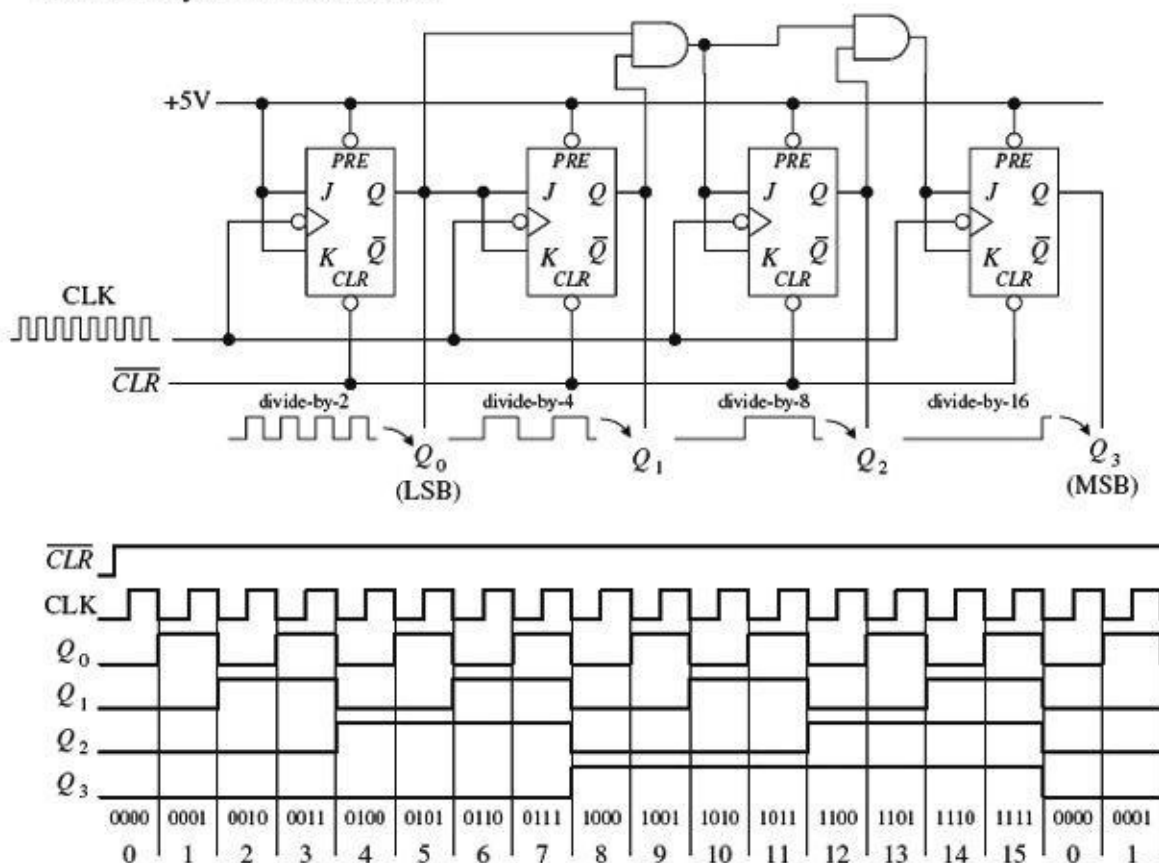 +5V
PRE PRE PRE PRE
J Q J Q J Q J Q
K Q̅ K Q̅ K Q̅ K Q̅
CLR CLR CLR CLR
CLK
C̅L̅R̅
divide-by-2 divide-by-4 divide-by-8 divide-by-16
Q₀ Q₁ Q₂ Q₃
(LSB) (MSB)
C̅L̅R̅
CLK
Q₀
Q₁
Q₂
Q₃
0000 0001 0010 0011 0100 0101 0110 0111 1000 1001 1010 1011 1100 1101 1110 1111 0000 0001
0 1 2 3 4 5 6 7 8 9 10 11 12 13 14 15 0 1